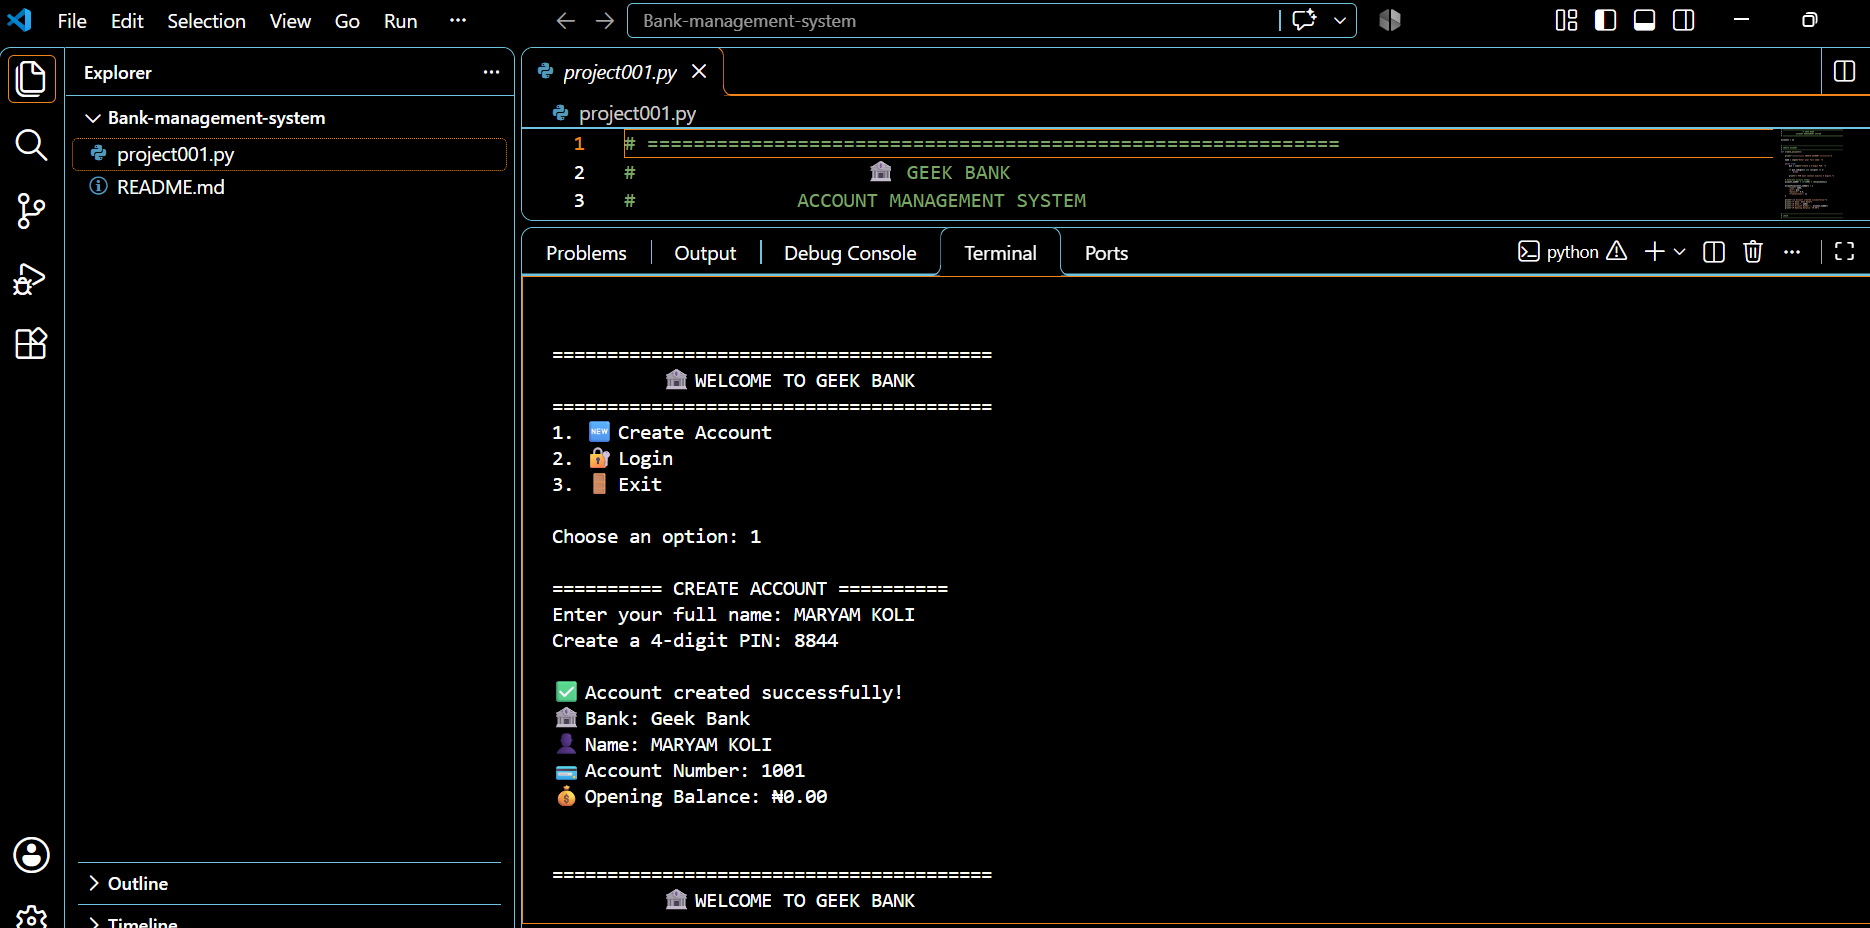 File Edit Selection View Go Run ···
Bank-management-system
Explorer ···
Bank-management-system
project001.py
README.md
Outline
Timeline
project001.py
project001.py
1 # ============================================================
2 # 🏛 GEEK BANK
3 # ACCOUNT MANAGEMENT SYSTEM
Problems Output Debug Console Terminal Ports
python
========================================
🏛 WELCOME TO GEEK BANK
========================================
1. 🆕 Create Account
2. 🔐 Login
3. 🚪 Exit
Choose an option: 1
========== CREATE ACCOUNT ==========
Enter your full name: MARYAM KOLI
Create a 4-digit PIN: 8844
✅ Account created successfully!
🏛 Bank: Geek Bank
👤 Name: MARYAM KOLI
💳 Account Number: 1001
💰 Opening Balance: ₦0.00
========================================
🏛 WELCOME TO GEEK BANK